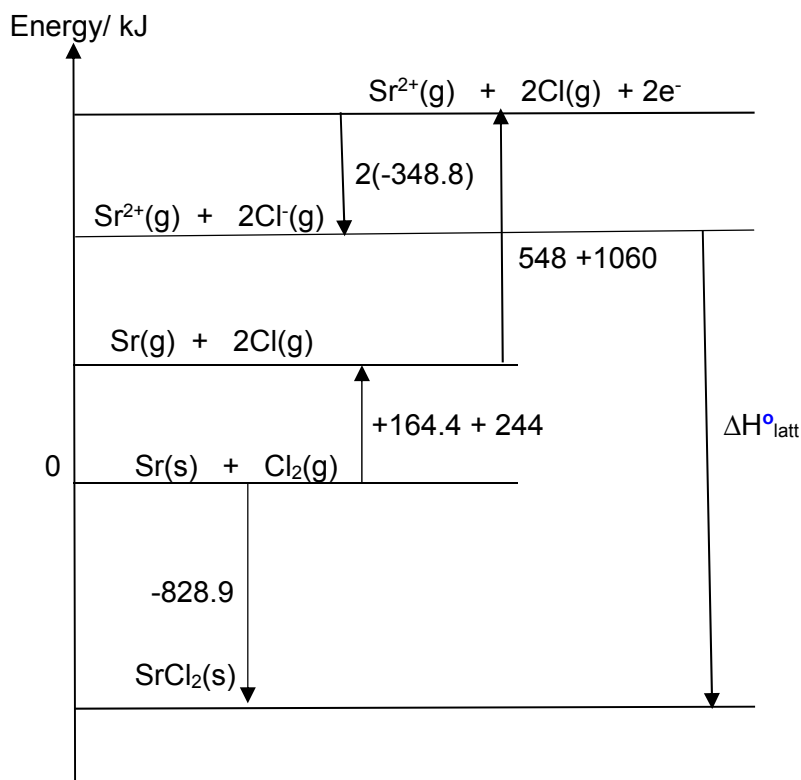 Energy/ kJ
Sr²⁺(g) + 2Cl(g) + 2e⁻
2(-348.8)
Sr²⁺(g) + 2Cl⁻(g)
548 +1060
Sr(g) + 2Cl(g)
+164.4 + 244
ΔH°latt
0 Sr(s) + Cl₂(g)
-828.9
SrCl₂(s)